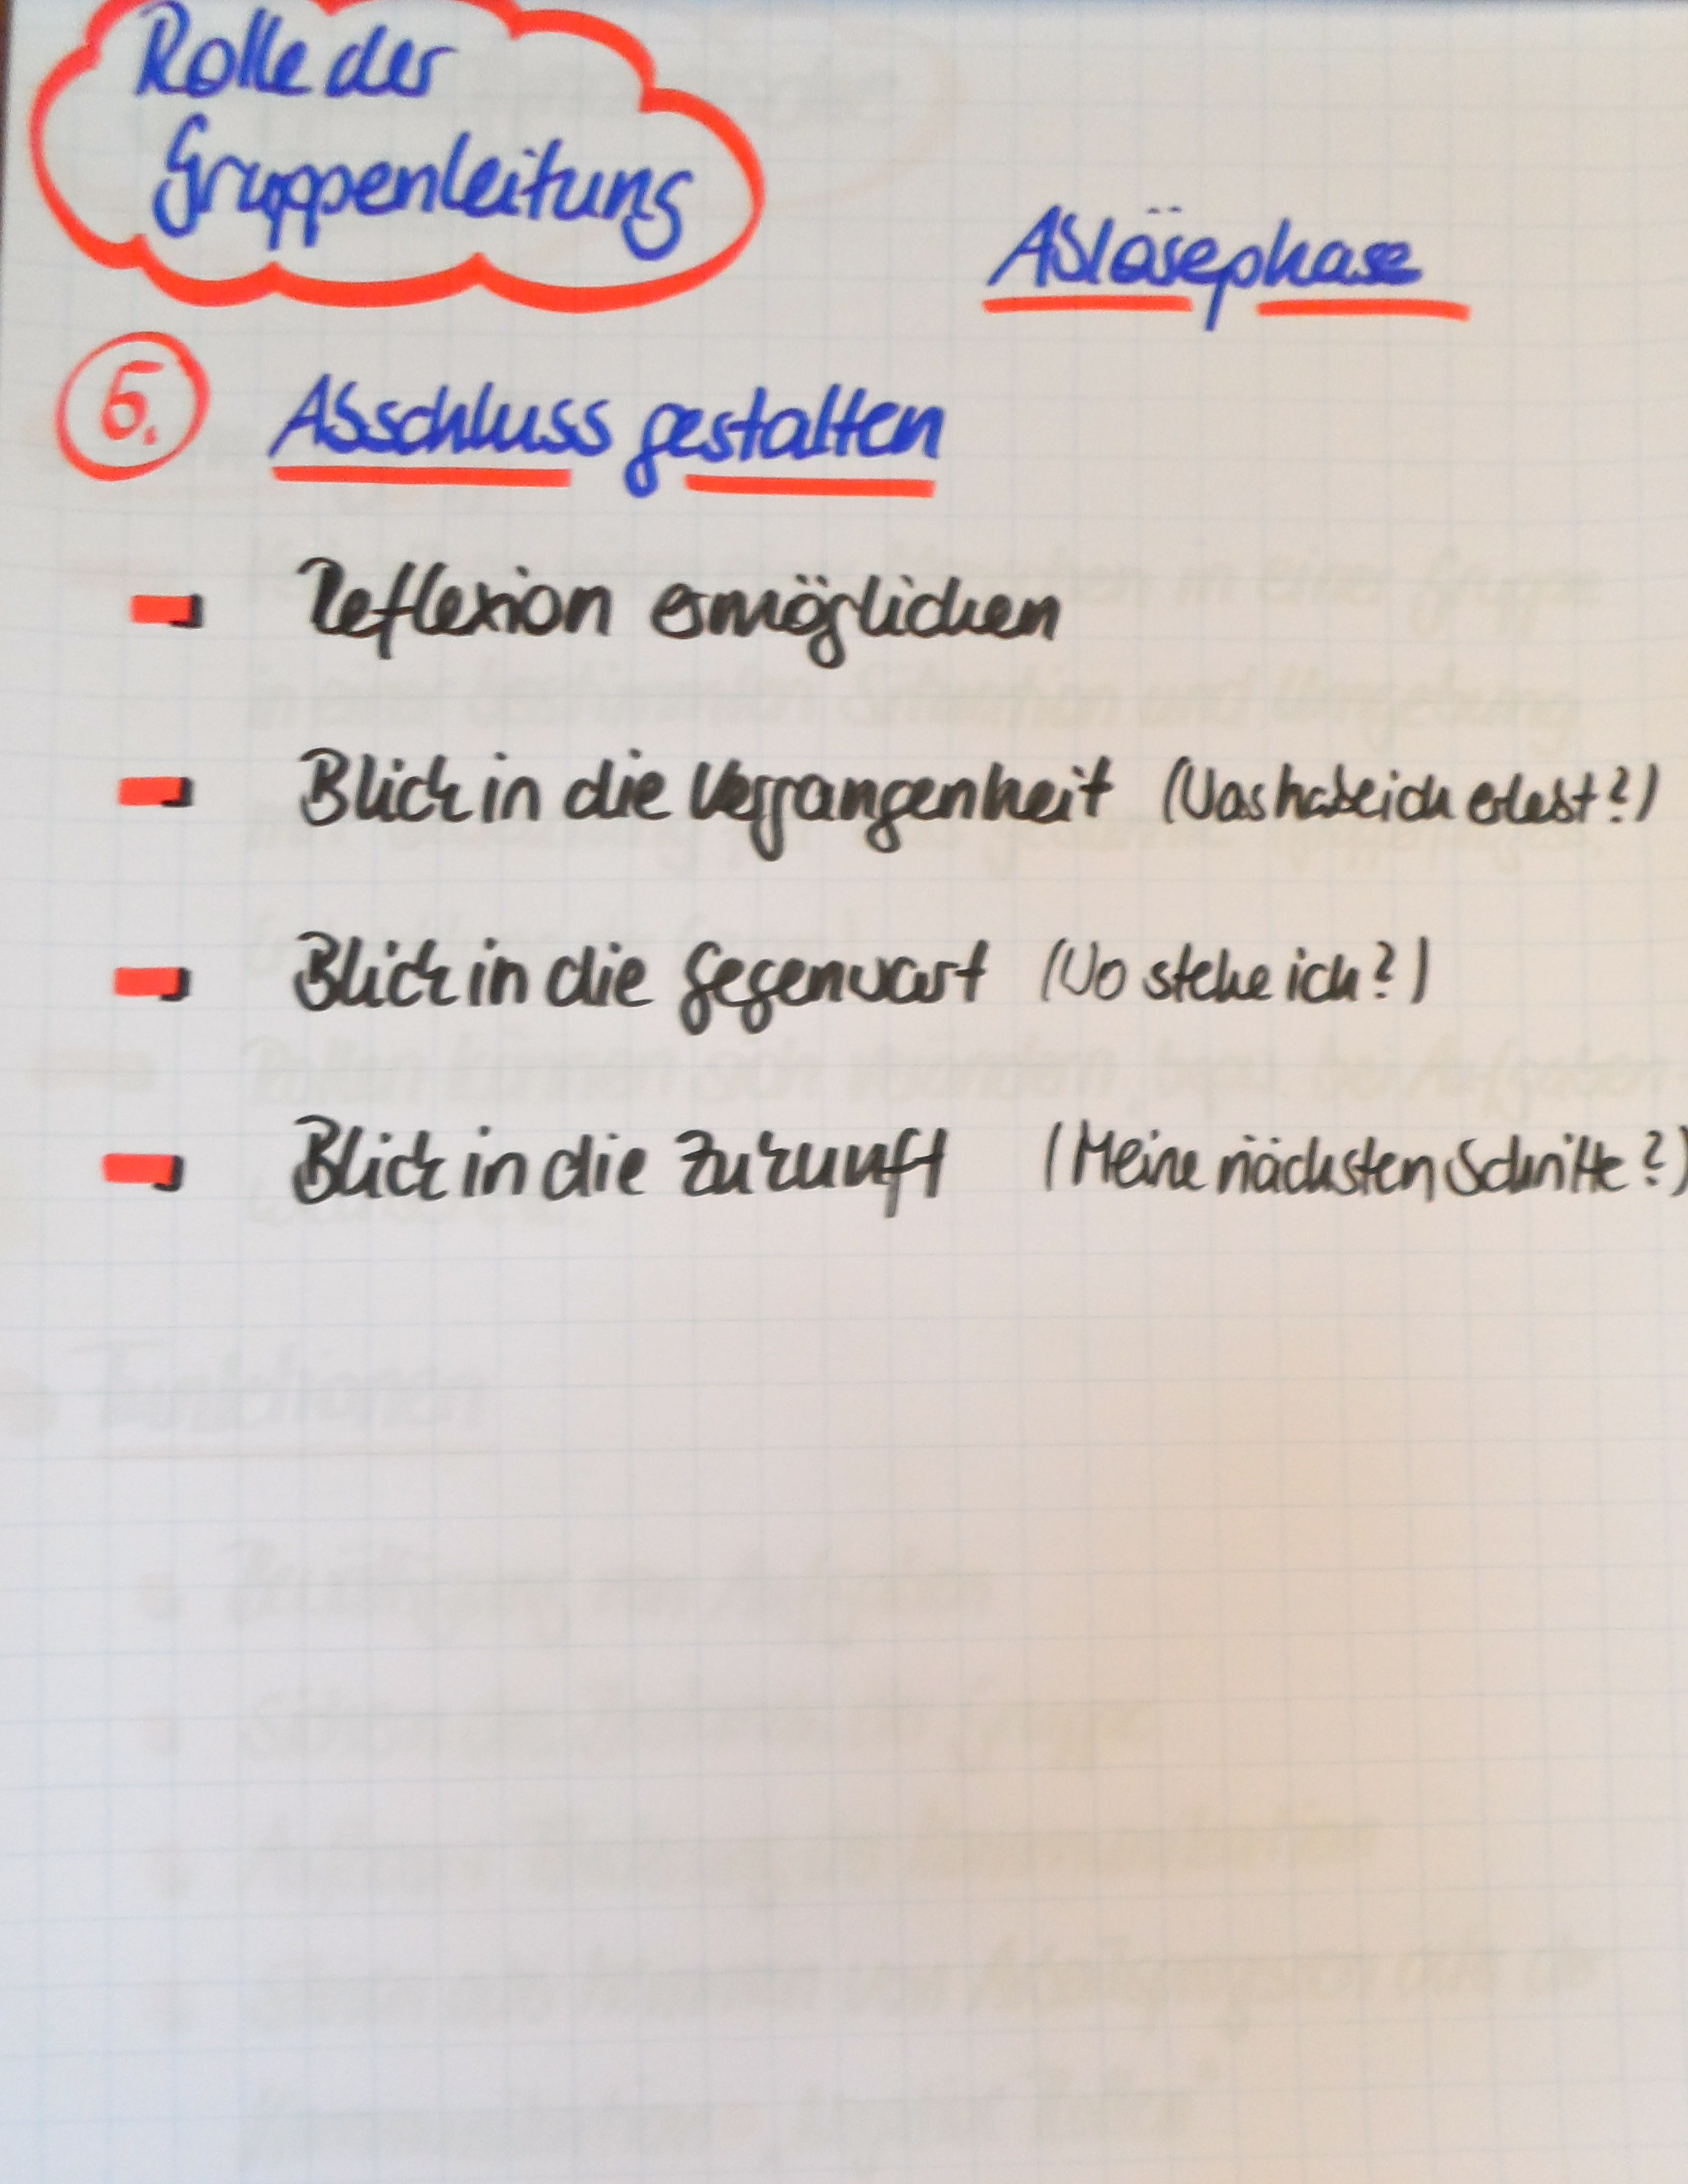 Rolle der
Gruppenleitung
Ablösephase
6. Abschluss gestalten
Reflexion ermöglichen
Blick in die Vergangenheit (Was habe ich erlebt?)
Blick in die Gegenwart (Wo stehe ich?)
Blick in die Zukunft (Meine nächsten Schritte?)